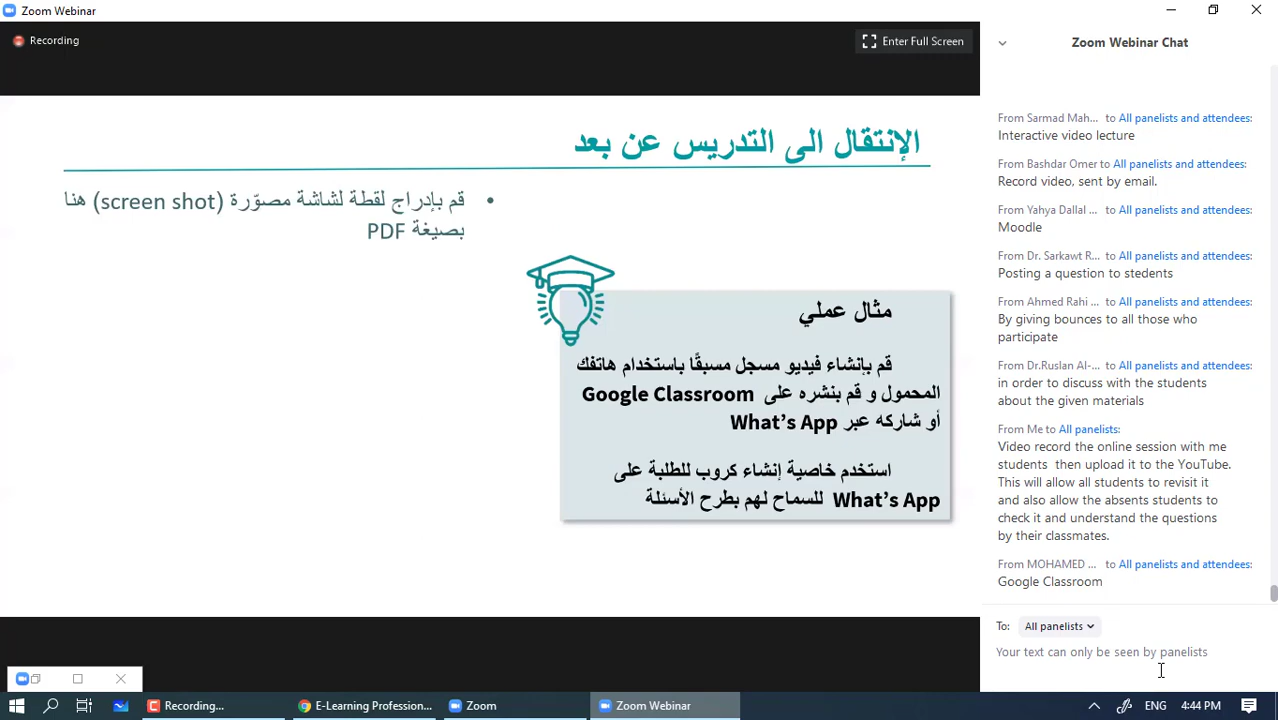 Zoom Webinar
Recording
Enter Full Screen
الإنتقال الى التدريس عن بعد
• قم بإدراج لقطة لشاشة مصوّرة (screen shot) هنا
بصيغة PDF
مثال عملي
قم بإنشاء فيديو مسجل مسبقًا باستخدام هاتفك
المحمول و قم بنشره على Google Classroom
أو شاركه عبر What’s App
استخدم خاصية إنشاء كروب للطلبة على
What’s App للسماح لهم بطرح الأسئلة
Zoom Webinar Chat
From Sarmad Mah... to All panelists and attendees:
Interactive video lecture
From Bashdar Omer to All panelists and attendees:
Record video, sent by email.
From Yahya Dallal ... to All panelists and attendees:
Moodle
From Dr. Sarkawt R... to All panelists and attendees:
Posting a question to stedents
From Ahmed Rahi ... to All panelists and attendees:
By giving bounces to all those who
participate
From Dr.Ruslan Al-... to All panelists and attendees:
in order to discuss with the students
about the given materials
From Me to All panelists:
Video record the online session with me
students then upload it to the YouTube.
This will allow all students to revisit it
and also allow the absents students to
check it and understand the questions
by their classmates.
From MOHAMED ... to All panelists and attendees:
Google Classroom
To: All panelists
Your text can only be seen by panelists
Recording...
E-Learning Profession...
Zoom
Zoom Webinar
ENG
4:44 PM